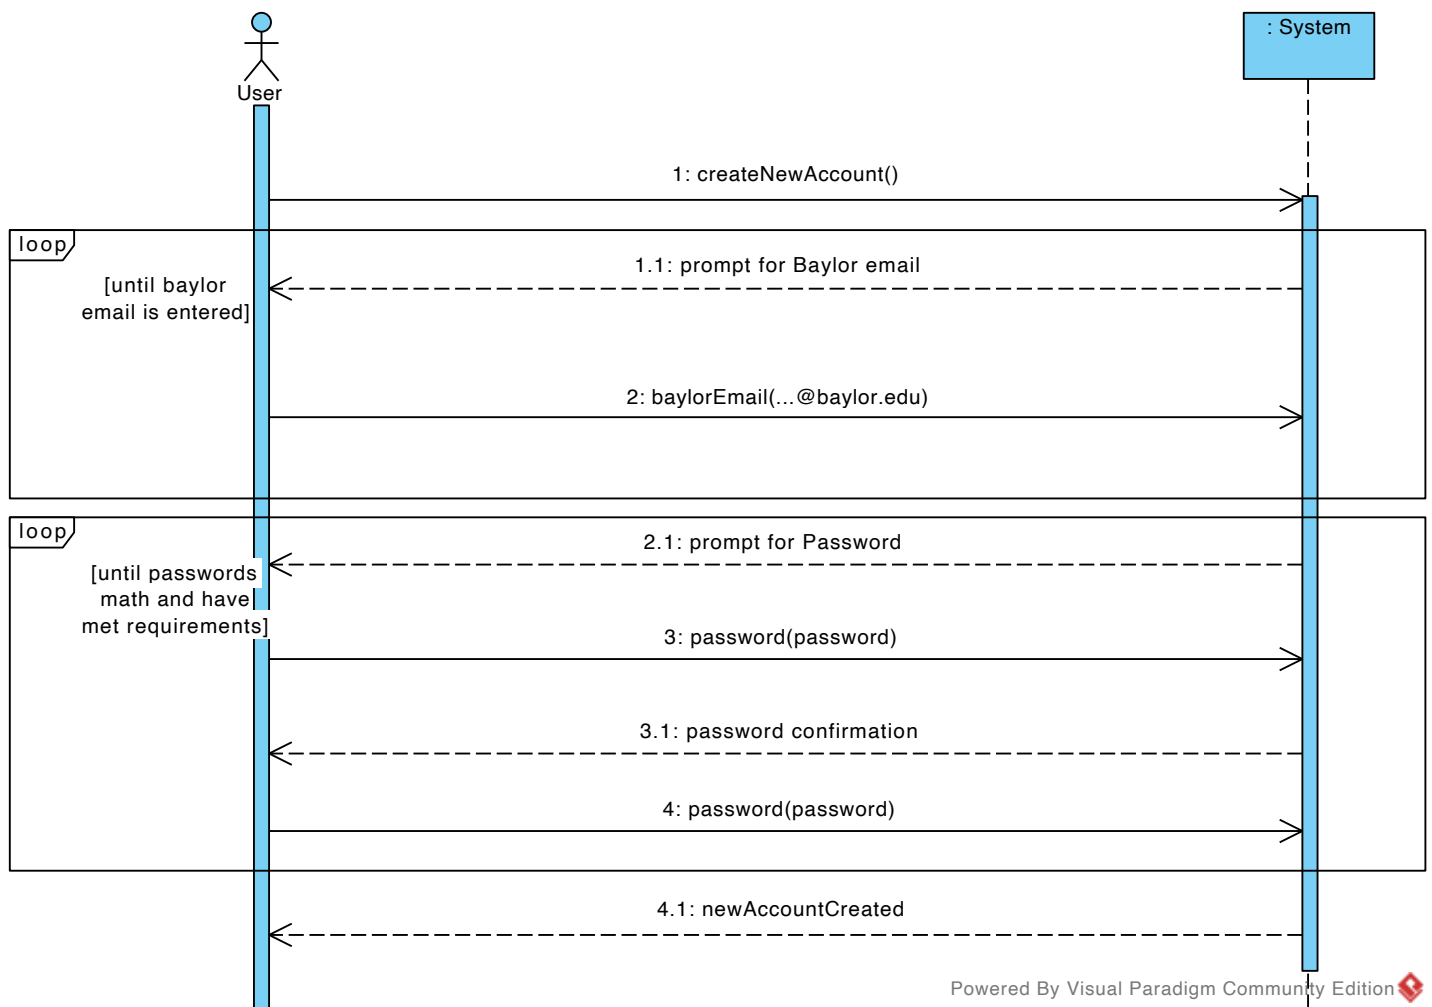 : System
User
1: createNewAccount()
loop
1.1: prompt for Baylor email
[until baylor
email is entered]
2: baylorEmail(...@baylor.edu)
loop
2.1: prompt for Password
[until passwords
math and have
met requirements]
3: password(password)
3.1: password confirmation
4: password(password)
4.1: newAccountCreated
Powered By Visual Paradigm Community Edition